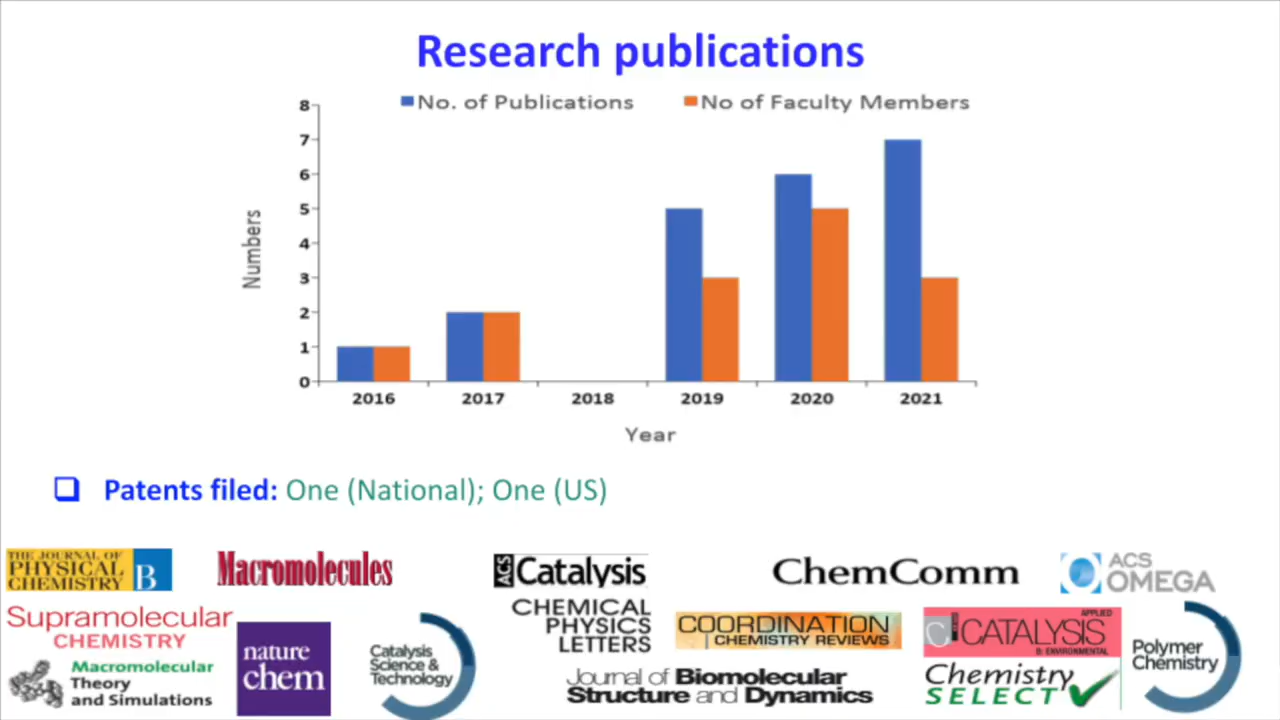 Research publications
No. of Publications No of Faculty Members
8
7
6
5
4
3
2
1
0
Numbers
2016 2017 2018 2019 2020 2021
Year
Patents filed: One (National); One (US)
THE JOURNAL OF
PHYSICAL
CHEMISTRY B
Macromolecules
ACS Catalysis
ChemComm
ACS
OMEGA
Supramolecular
CHEMISTRY
Macromolecular
Theory
and Simulations
nature
chem
Catalysis
Science &
Technology
CHEMICAL
PHYSICS
LETTERS
COORDINATION
CHEMISTRY REVIEWS
Journal of Biomolecular
Structure and Dynamics
APPLIED
CATALYSIS
B: ENVIRONMENTAL
Chemistry
SELECT
Polymer
Chemistry